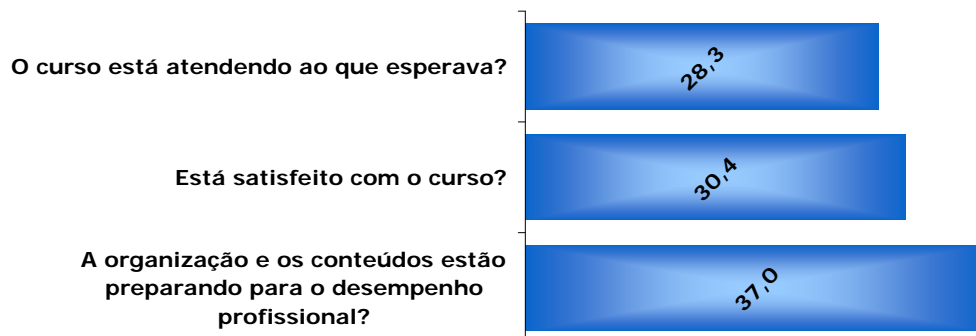 O curso está atendendo ao que esperava?
28,3
Está satisfeito com o curso?
30,4
A organização e os conteúdos estão
preparando para o desempenho
profissional?
37,0